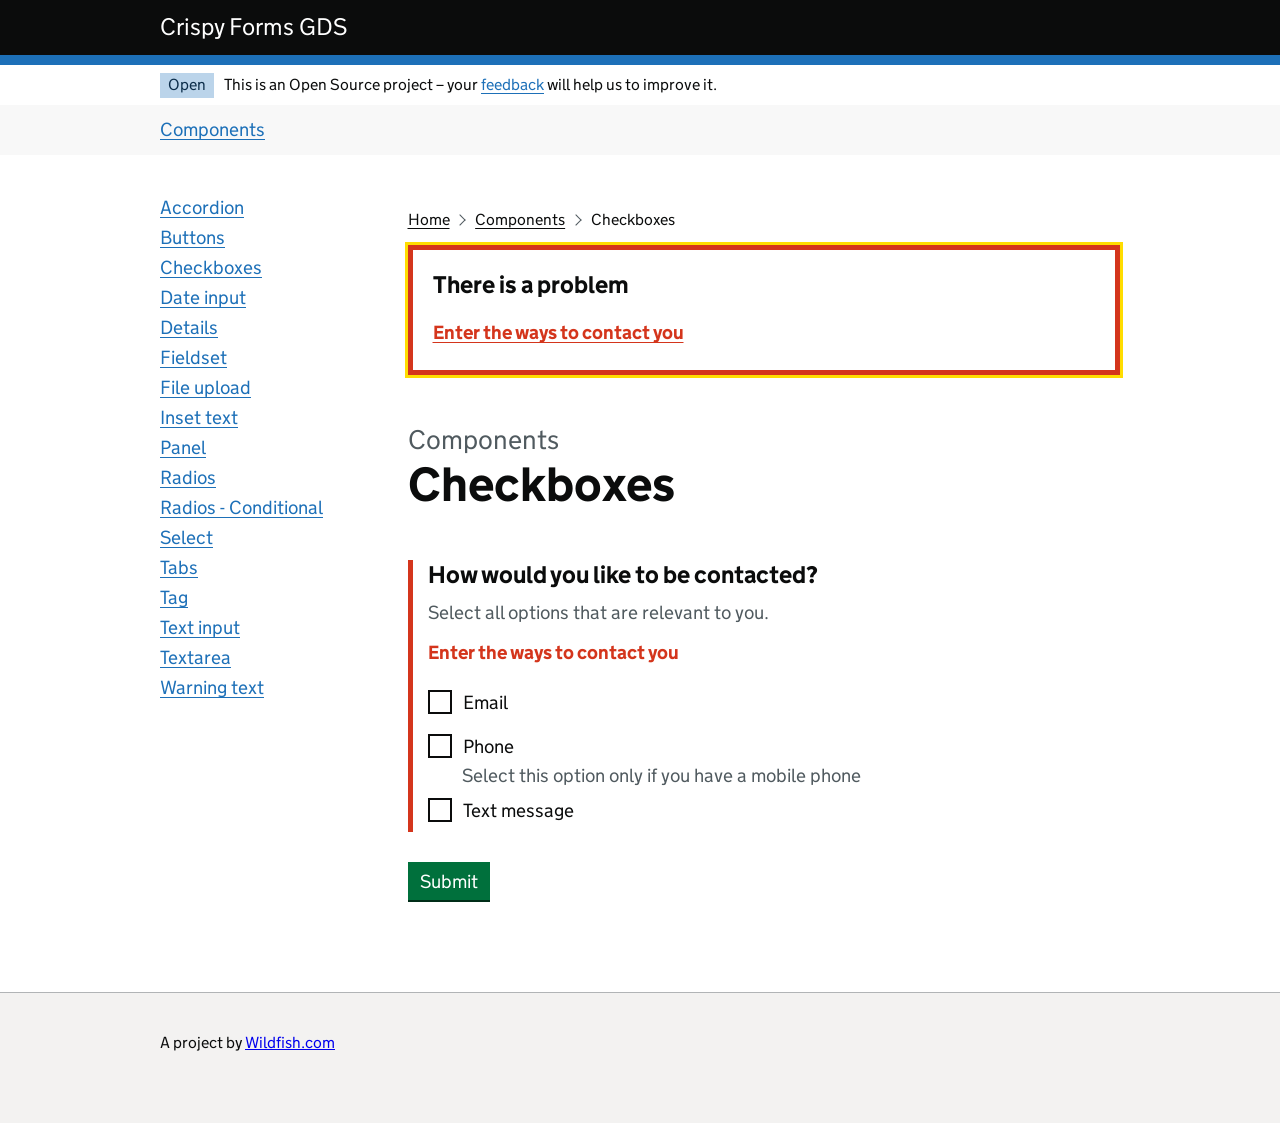 Crispy Forms GDS
Open This is an Open Source project – your feedback will help us to improve it.
Components
Accordion
Buttons
Checkboxes
Date input
Details
Fieldset
File upload
Inset text
Panel
Radios
Radios - Conditional
Select
Tabs
Tag
Text input
Textarea
Warning text
Home Components Checkboxes
There is a problem
Enter the ways to contact you
Components
Checkboxes
How would you like to be contacted?
Select all options that are relevant to you.
Enter the ways to contact you
Email
Phone
Select this option only if you have a mobile phone
Text message
Submit
A project by Wildfish.com